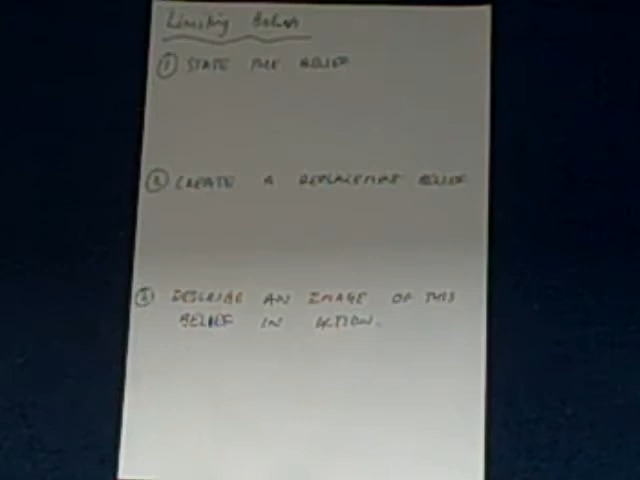 Limiting Beliefs
① STATE THE BELIEF
② CREATE A REPLACEMENT BELIEF
③ DESCRIBE AN IMAGE OF THIS
BELIEF IN ACTION.